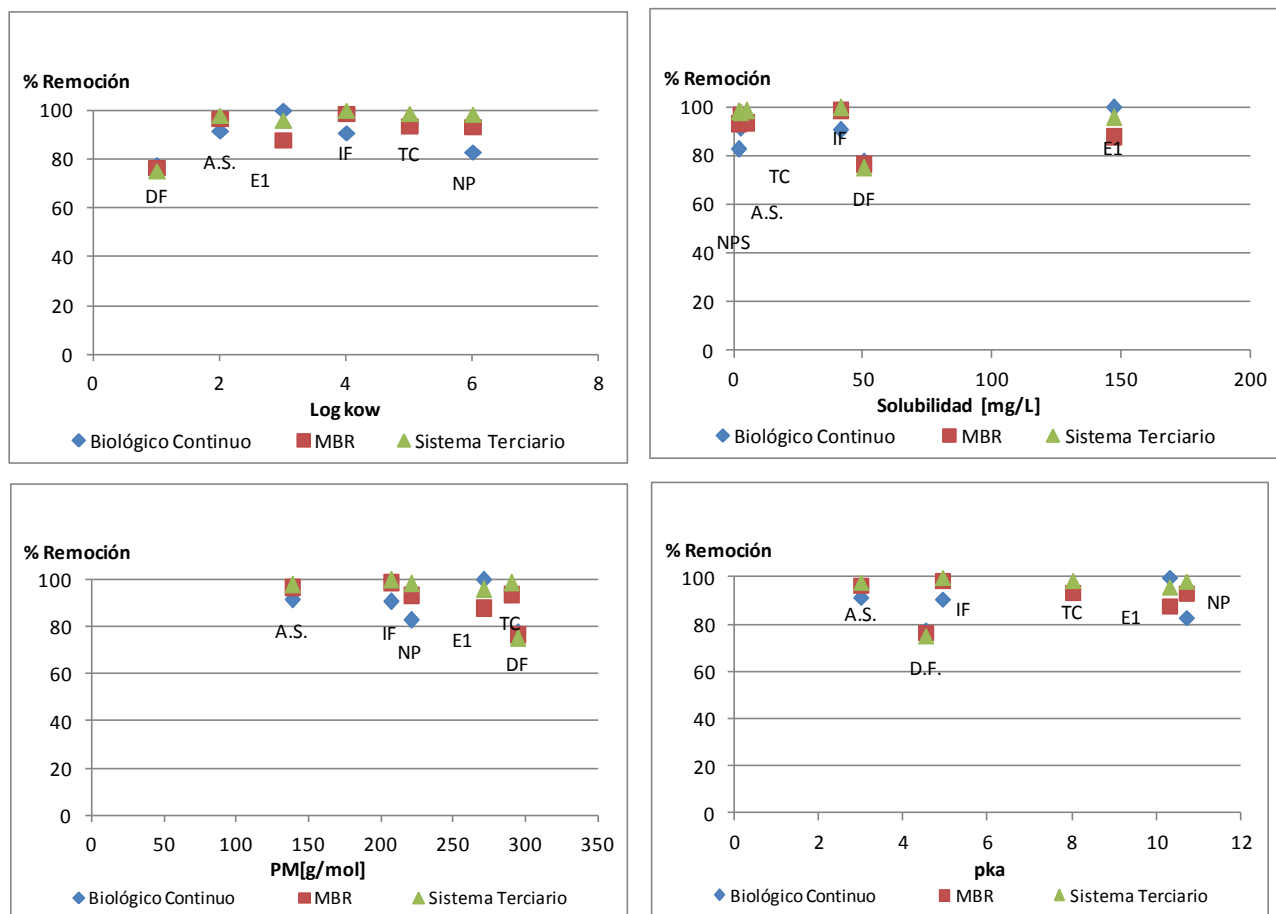 % Remoción
100
80
60
40
20
0
DF
A.S.
E1
IF
TC
NP
0 2 4 6 8
Log kow
Biológico Continuo MBR Sistema Terciario
% Remoción
100
80
60
40
20
0
NPS
A.S.
TC
IF
DF
E1
0 50 100 150 200
Solubilidad [mg/L]
Biológico Continuo MBR Sistema Terciario
% Remoción
100
80
60
40
20
0
A.S.
IF
NP
E1
TC
DF
0 50 100 150 200 250 300 350
PM[g/mol]
Biológico Continuo MBR Sistema Terciario
% Remoción
100
80
60
40
20
0
A.S.
D.F.
IF
TC
E1
NP
0 2 4 6 8 10 12
pka
Biológico Continuo MBR Sistema Terciario